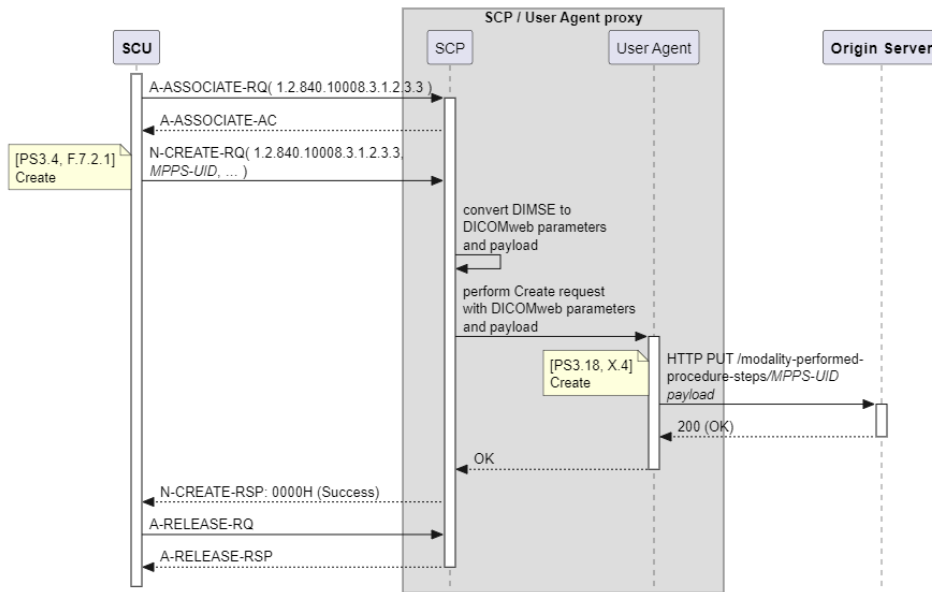 SCP / User Agent proxy
SCU
SCP
User Agent
Origin Server
A-ASSOCIATE-RQ( 1.2.840.10008.3.1.2.3.3 )
A-ASSOCIATE-AC
[PS3.4, F.7.2.1]
Create
N-CREATE-RQ( 1.2.840.10008.3.1.2.3.3,
MPPS-UID, ... )
convert DIMSE to
DICOMweb parameters
and payload
perform Create request
with DICOMweb parameters
and payload
[PS3.18, X.4]
Create
HTTP PUT /modality-performed-
procedure-steps/MPPS-UID
payload
200 (OK)
OK
N-CREATE-RSP: 0000H (Success)
A-RELEASE-RQ
A-RELEASE-RSP